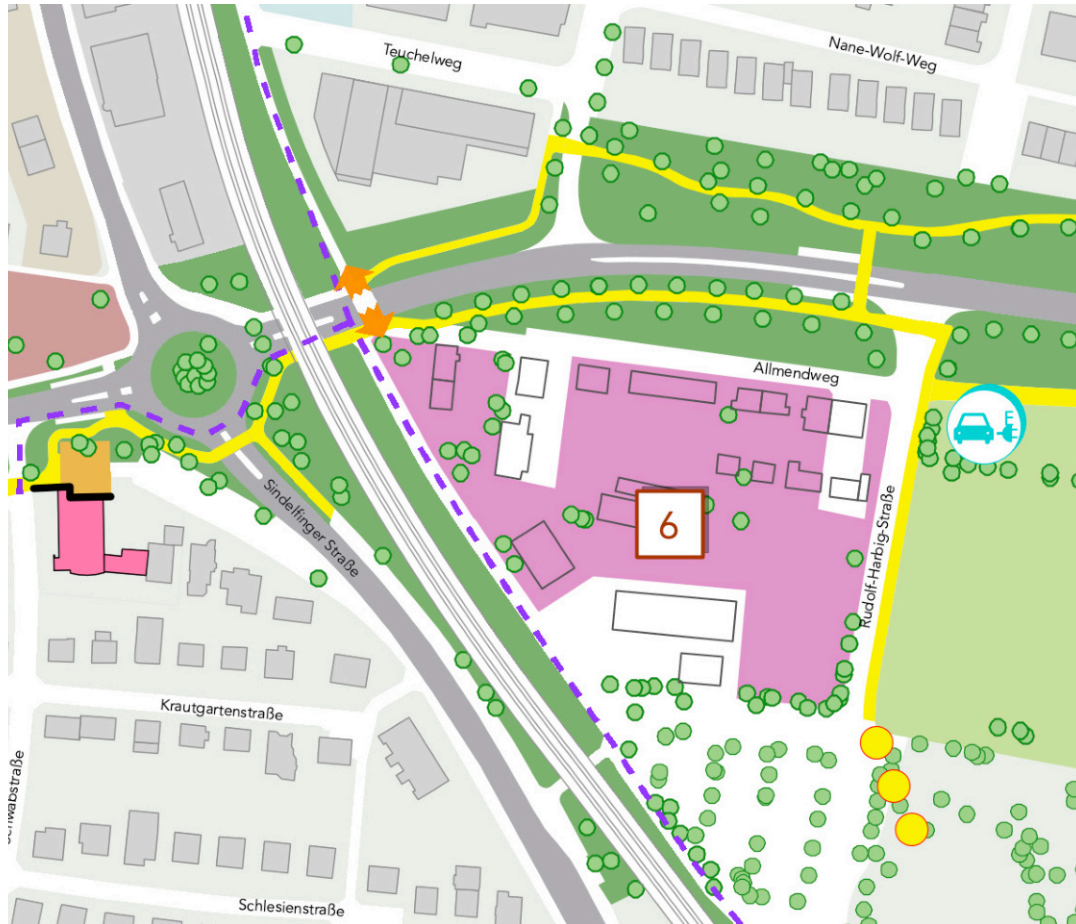 Teuchelweg
Nane-Wolf-Weg
Allmendweg
Sindelfinger Straße
6
Rudolf-Harbig-Straße
Krautgartenstraße
Schlesienstraße